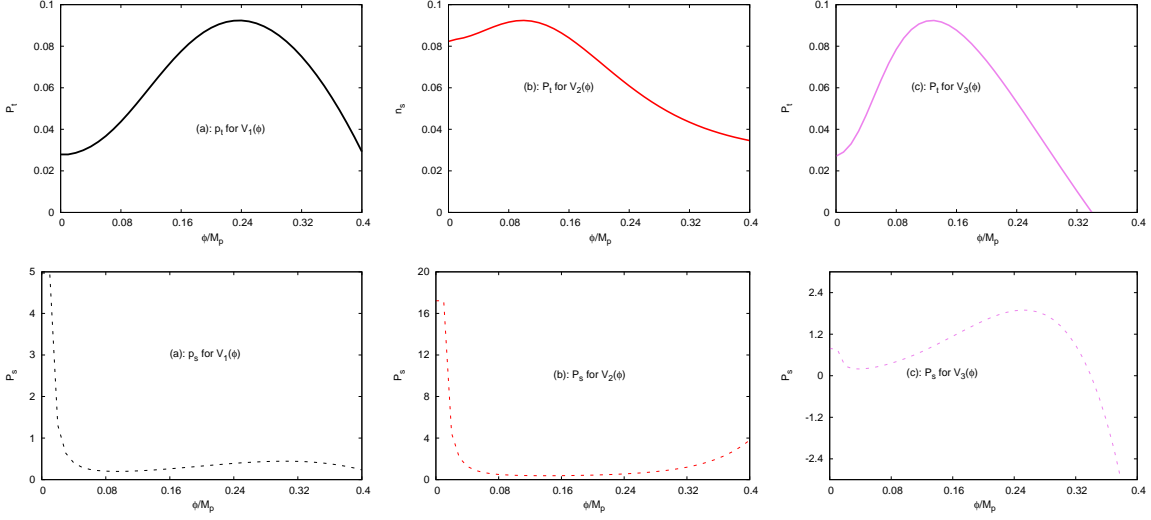 0.1
0.08
0.06
0.04
0.02
0
P_t
(a): p_t for V_1(ϕ)
0 0.08 0.16 0.24 0.32 0.4
ϕ/M_p
0.1
0.08
0.06
0.04
0.02
0
n_s
(b): P_t for V_2(ϕ)
0 0.08 0.16 0.24 0.32 0.4
ϕ/M_p
0.1
0.08
0.06
0.04
0.02
0
P_t
(c): P_t for V_3(ϕ)
0 0.08 0.16 0.24 0.32 0.4
ϕ/M_p
5
4
3
2
1
0
P_s
(a): p_s for V_1(ϕ)
0 0.08 0.16 0.24 0.32 0.4
ϕ/M_p
20
16
12
8
4
0
P_s
(b): P_s for V_2(ϕ)
0 0.08 0.16 0.24 0.32 0.4
ϕ/M_p
2.4
1.2
0
-1.2
-2.4
P_s
(c): P_s for V_3(ϕ)
0 0.08 0.16 0.24 0.32 0.4
ϕ/M_p